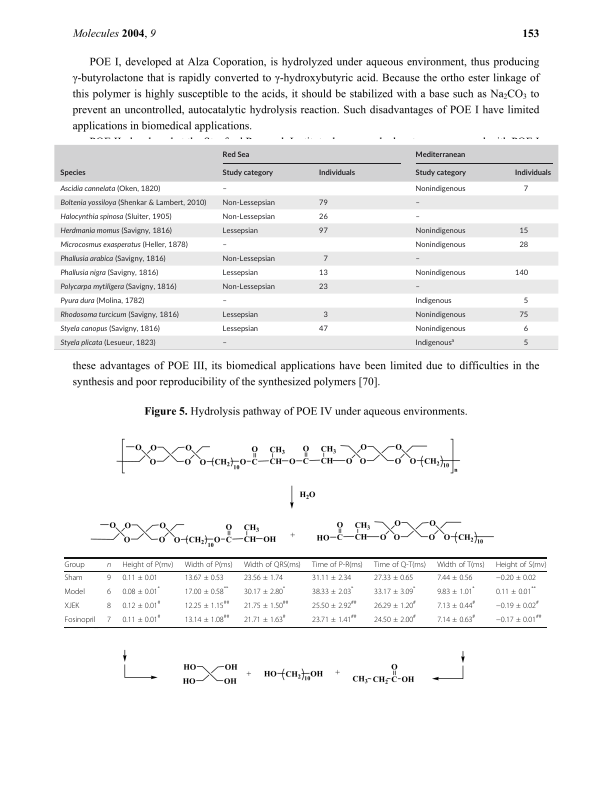 Molecules 2004, 9 153
POE I, developed at Alza Coporation, is hydrolyzed under aqueous environment, thus producing
γ-butyrolactone that is rapidly converted to γ-hydroxybutyric acid. Because the ortho ester linkage of
this polymer is highly susceptible to the acids, it should be stabilized with a base such as Na2CO3 to
prevent an uncontrolled, autocatalytic hydrolysis reaction. Such disadvantages of POE I have limited
applications in biomedical applications.
Red Sea Mediterranean
Species Study category Individuals Study category Individuals
Ascidia cannelata (Oken, 1820) – Nonindigenous 7
Boltenia yossiloya (Shenkar & Lambert, 2010) Non-Lessepsian 79 –
Halocynthia spinosa (Sluiter, 1905) Non-Lessepsian 26 –
Herdmania momus (Savigny, 1816) Lessepsian 97 Nonindigenous 15
Microcosmus exasperatus (Heller, 1878) – Nonindigenous 28
Phallusia arabica (Savigny, 1816) Non-Lessepsian 7 –
Phallusia nigra (Savigny, 1816) Lessepsian 13 Nonindigenous 140
Polycarpa mytiligera (Savigny, 1816) Non-Lessepsian 23 –
Pyura dura (Molina, 1782) – Indigenous 5
Rhodosoma turcicum (Savigny, 1816) Lessepsian 3 Nonindigenous 75
Styela canopus (Savigny, 1816) Lessepsian 47 Nonindigenous 6
Styela plicata (Lesueur, 1823) – Indigenousa 5
these advantages of POE III, its biomedical applications have been limited due to difficulties in the
synthesis and poor reproducibility of the synthesized polymers [70].
Figure 5. Hydrolysis pathway of POE IV under aqueous environments.
O O O O O CH3 O CH3 O O O O
O O O O (CH2)10 O C CH O C CH O O O O (CH2)10 n
H2O
O O O O O CH3 O CH3 O O O O
O O O O (CH2)10 O C CH OH + HO C CH O O O O (CH2)10
Group n Height of P(mv) Width of P(ms) Width of QRS(ms) Time of P-R(ms) Time of Q-T(ms) Width of T(ms) Height of S(mv)
Sham 9 0.11 ± 0.01 13.67 ± 0.53 23.56 ± 1.74 31.11 ± 2.34 27.33 ± 0.65 7.44 ± 0.56 −0.20 ± 0.02
Model 6 0.08 ± 0.01* 17.00 ± 0.58** 30.17 ± 2.80* 38.33 ± 2.03* 33.17 ± 3.09* 9.83 ± 1.01* 0.11 ± 0.01**
XJEK 8 0.12 ± 0.01# 12.25 ± 1.15## 21.75 ± 1.50## 25.50 ± 2.92## 26.29 ± 1.20# 7.13 ± 0.44# −0.19 ± 0.02#
Fosinopril 7 0.11 ± 0.01# 13.14 ± 1.08## 21.71 ± 1.63# 23.71 ± 1.41## 24.50 ± 2.00# 7.14 ± 0.63# −0.17 ± 0.01##
HO OH + HO (CH2)10 OH + O
HO OH CH3 CH2 C OH